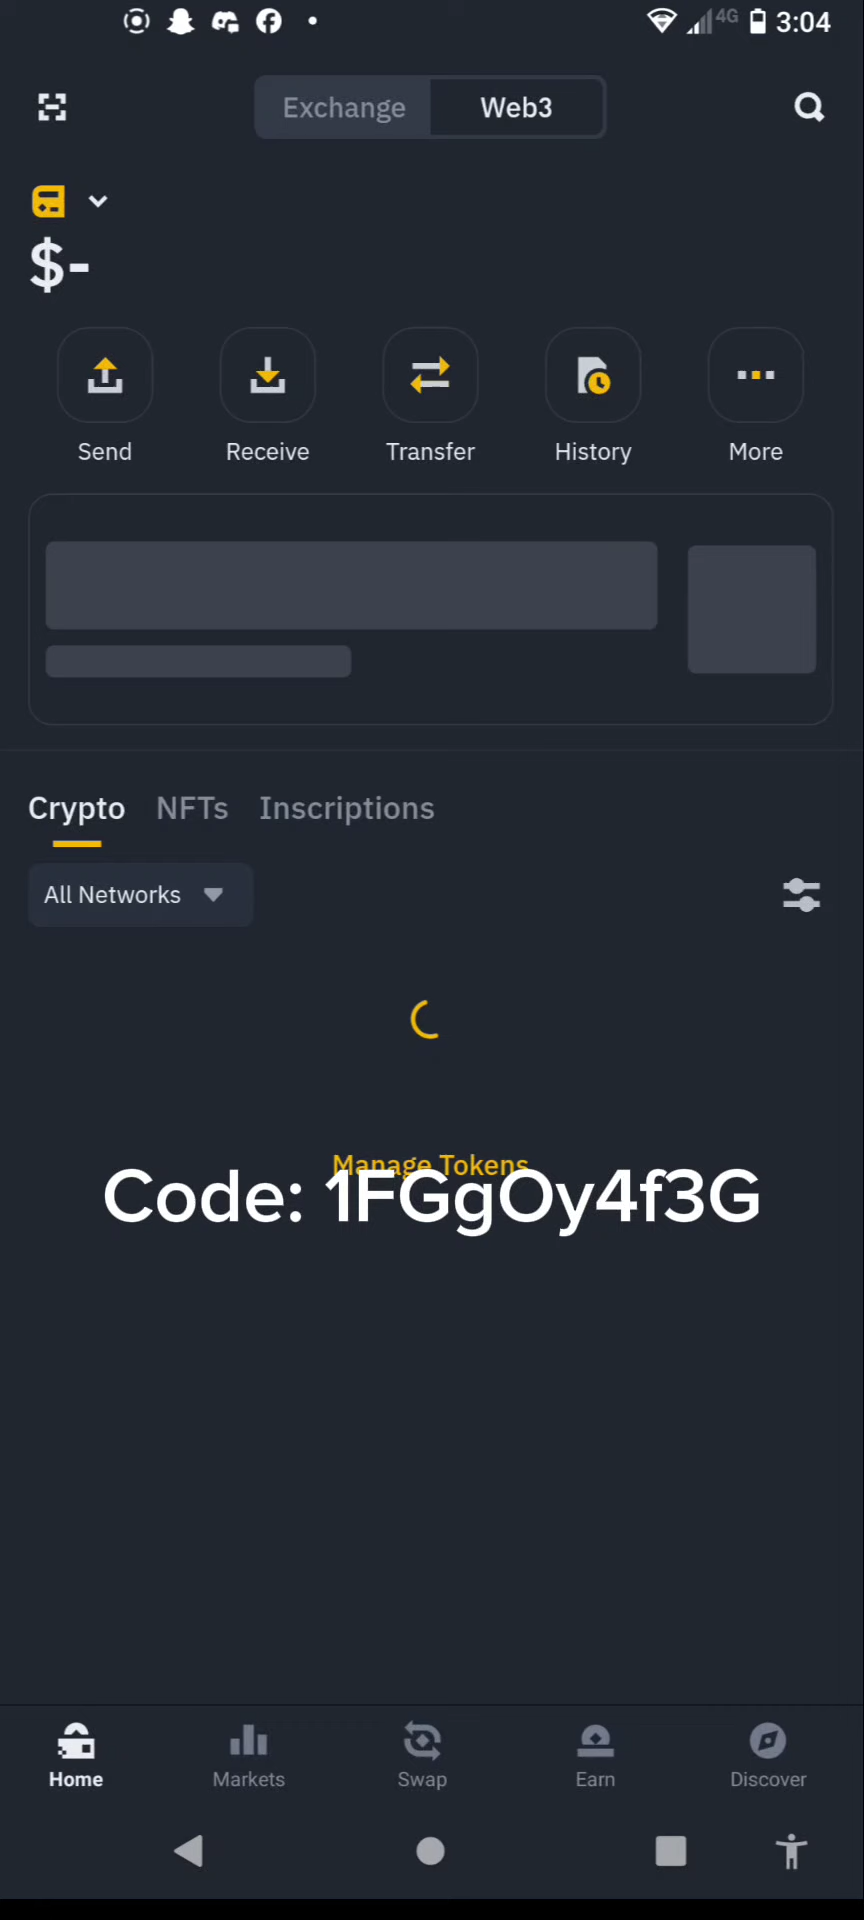 4G 3:04
Exchange Web3
$-
Send Receive Transfer History More
Crypto NFTs Inscriptions
All Networks
Manage Tokens
Code: 1FGgOy4f3G
Home Markets Swap Earn Discover